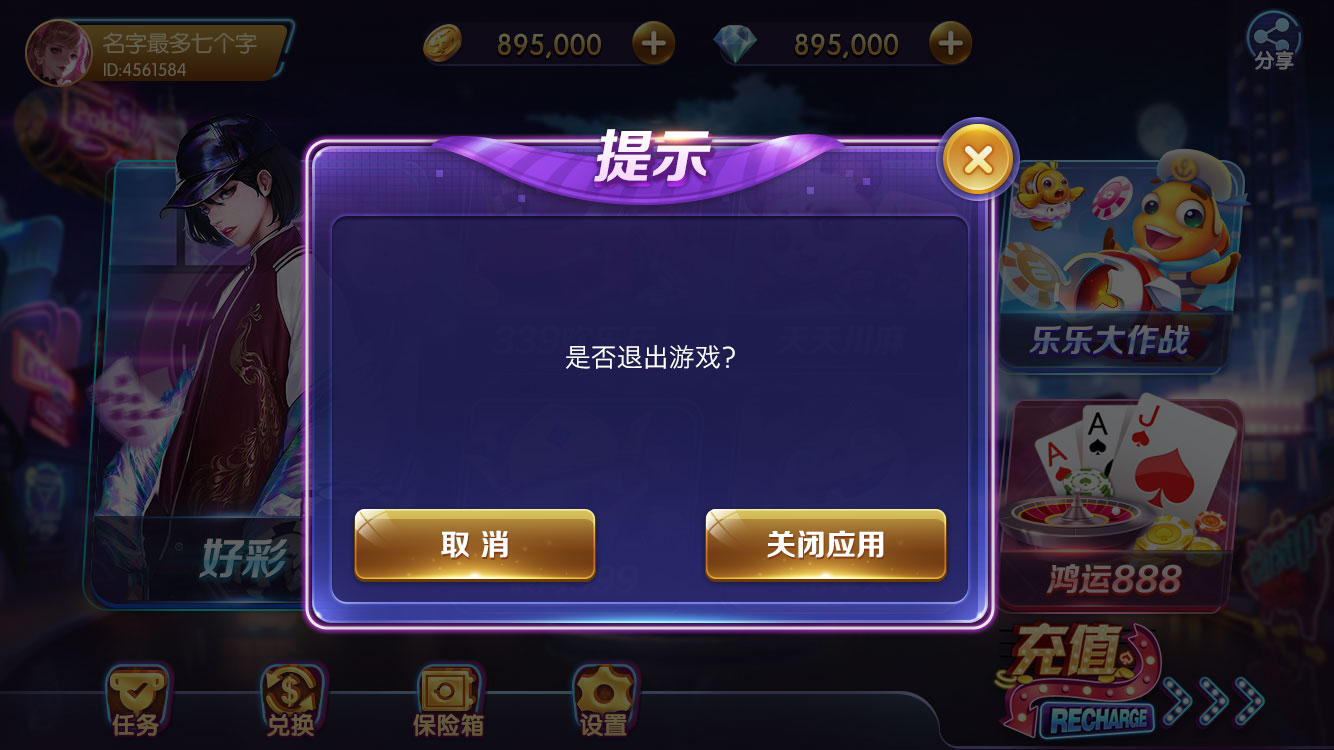 名字最多七个字
ID:4561584
895,000
895,000
分享
提示
是否退出游戏?
取 消
关闭应用
好彩
乐乐大作战
A
A
J
鸿运888
任务
兑换
保险箱
设置
充值
RECHARGE